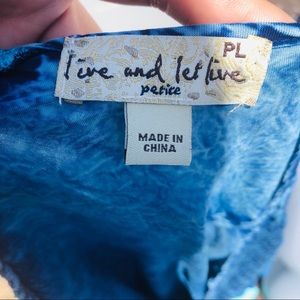 PL
live and let live
petite
MADE IN
CHINA